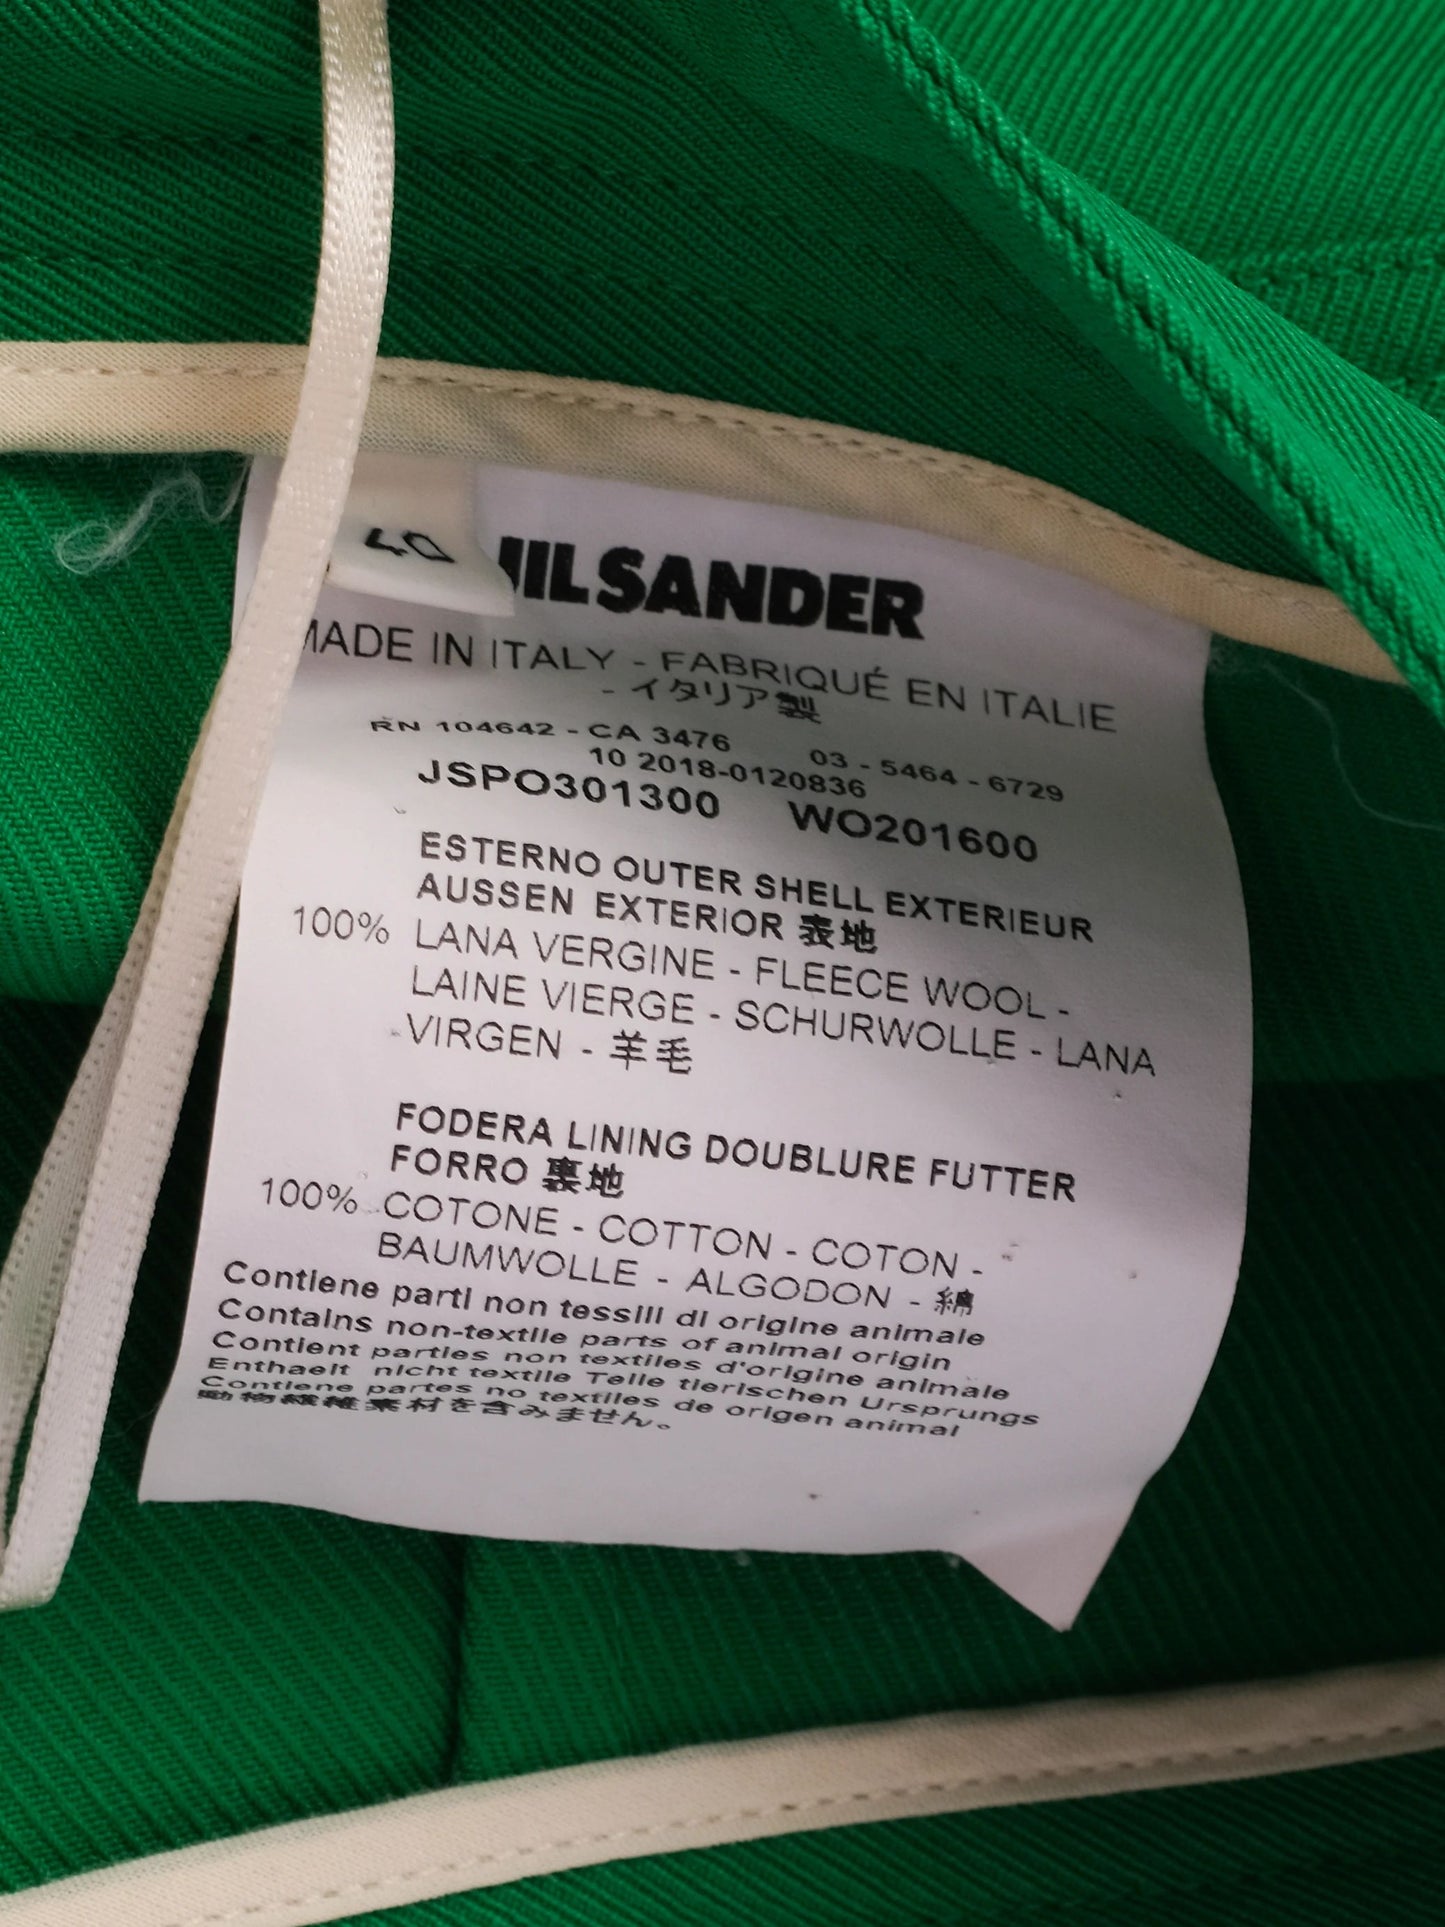 40
JIL SANDER
MADE IN ITALY - FABRIQUÉ EN ITALIE
- イタリア製
RN 104642 - CA 3476 03 - 5464 - 6729
10 2018-0120836
JSPO301300 WO201600
ESTERNO OUTER SHELL EXTERIEUR
AUSSEN EXTERIOR 表地
100% LANA VERGINE - FLEECE WOOL -
LAINE VIERGE - SCHURWOLLE - LANA
VIRGEN - 羊毛
FODERA LINING DOUBLURE FUTTER
FORRO 裏地
100% COTONE - COTTON - COTON -
BAUMWOLLE - ALGODON - 綿
Contiene parti non tessili di origine animale
Contains non-textile parts of animal origin
Contient parties non textiles d'origine animale
Enthaelt nicht textile Teile tierischen Ursprungs
Contiene partes no textiles de origen animal
動物繊維素材を含みません。